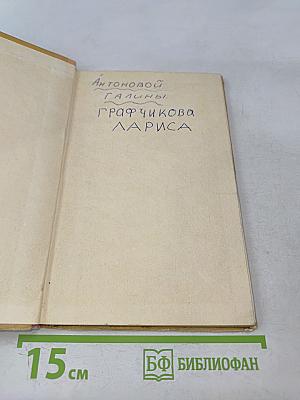 Антоновой
Галины
Графчикова
Лариса
15 см
БФ БИБЛИОФАН